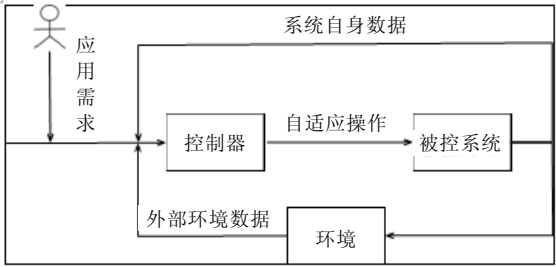 系统自身数据
应用需求
控制器
自适应操作
被控系统
外部环境数据
环境